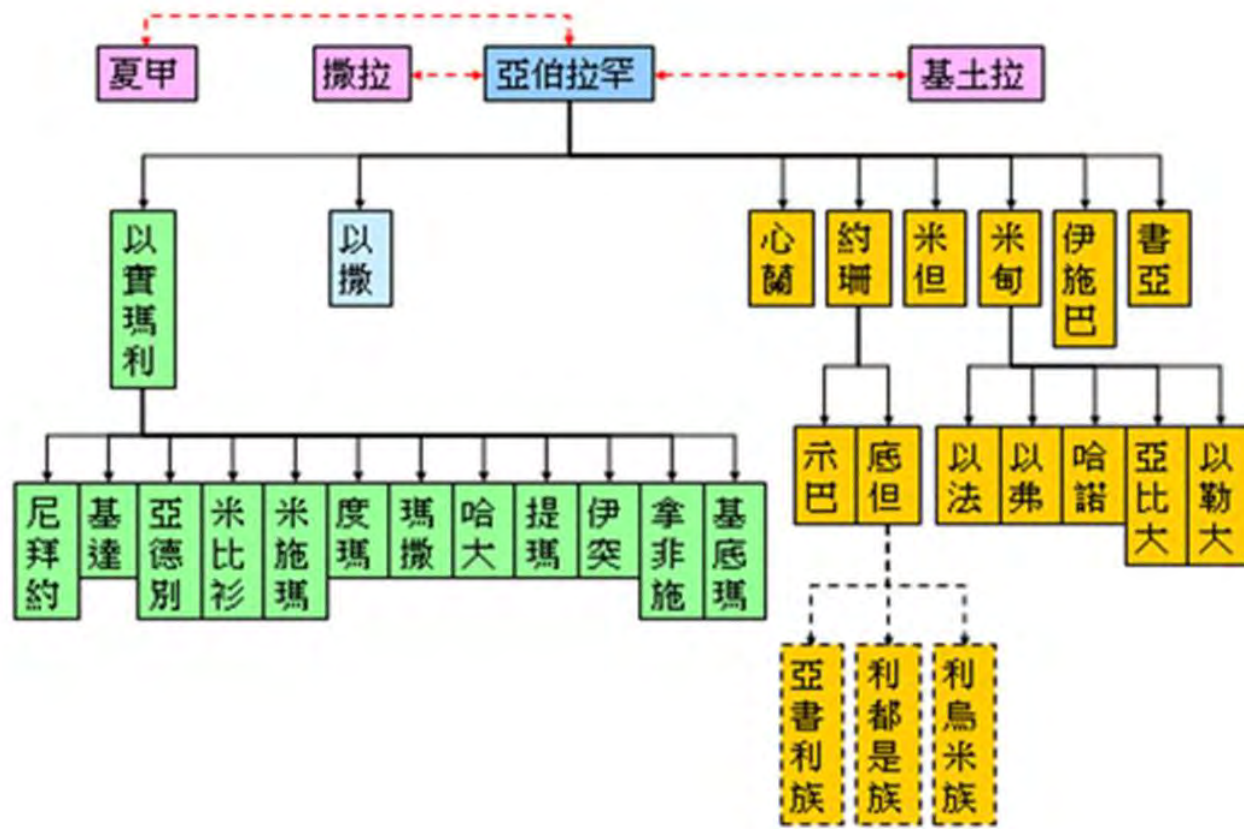 夏甲
撒拉
亞伯拉罕
基土拉
以實瑪利
以撒
心蘭
約珊
米但
米甸
伊施巴
書亞
示巴
底但
以法
以弗
哈諾
亞比大
以勒大
尼拜約
基達
亞德別
米比衫
米施瑪
度瑪
瑪撒
哈大
提瑪
伊突
拿非施
基底瑪
亞書利族
利都是族
利烏米族